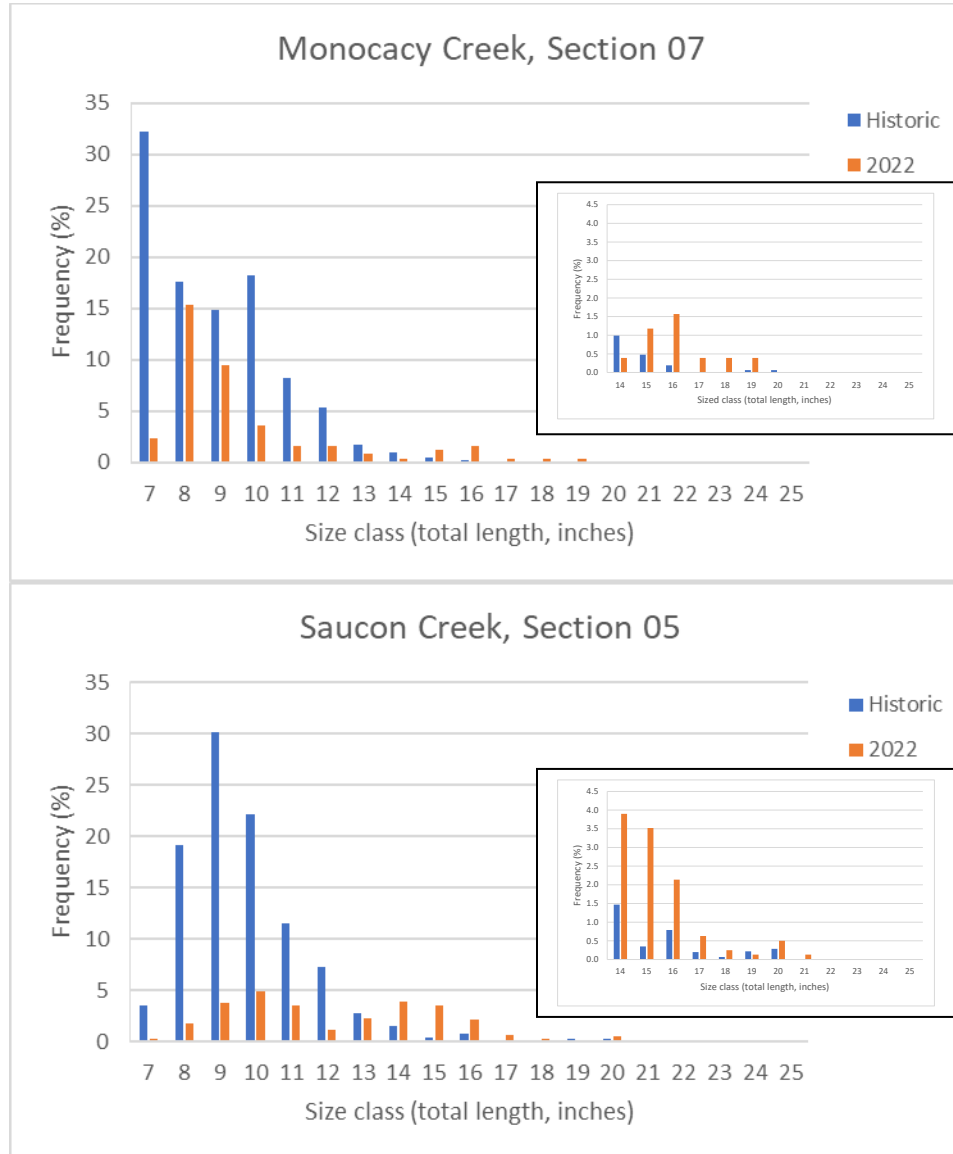 Monocacy Creek, Section 07
35
30
25
20
15
10
5
0
Frequency (%)
7 8 9 10 11 12 13 14 15 16 17 18 19 20 21 22 23 24 25
Size class (total length, inches)
Historic
2022
4.5
4.0
3.5
3.0
2.5
2.0
1.5
1.0
0.5
0.0
Frequency (%)
14 15 16 17 18 19 20 21 22 23 24 25
Sized class (total length, inches)
Saucon Creek, Section 05
35
30
25
20
15
10
5
0
Frequency (%)
7 8 9 10 11 12 13 14 15 16 17 18 19 20 21 22 23 24 25
Size class (total length, inches)
Historic
2022
4.5
4.0
3.5
3.0
2.5
2.0
1.5
1.0
0.5
0.0
Frequency (%)
14 15 16 17 18 19 20 21 22 23 24 25
Size class (total length, inches)